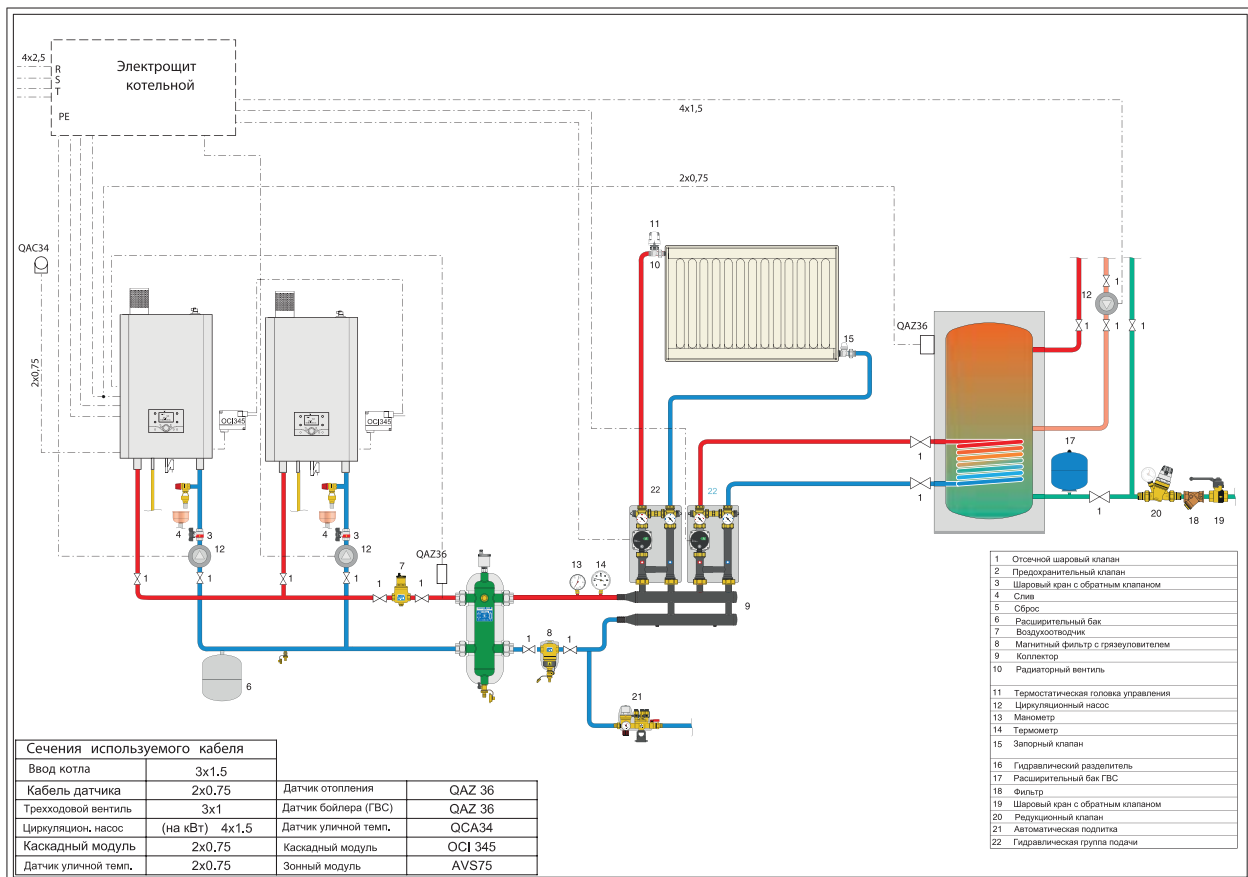 4x2,5
R
S
T
PE
Электрощит
котельной
4x1,5
2x0,75
QAC34
2x0,75
OCI345
OCI345
11
10
15
QAZ36
12
1
1
1
1
1
1
1
17
1
20
18
19
22
22
4
3
4
3
12
12
1
1
1
1
1
7
1
QAZ36
13
14
9
1
8
1
6
21
1 Отсечной шаровый клапан
2 Предохранительный клапан
3 Шаровый кран с обратным клапаном
4 Слив
5 Сброс
6 Расширительный бак
7 Воздухоотводчик
8 Магнитный фильтр с грязеуловителем
9 Коллектор
10 Радиаторный вентиль
11 Термостатическая головка управления
12 Циркуляционный насос
13 Манометр
14 Термометр
15 Запорный клапан
16 Гидравлический разделитель
17 Расширительный бак ГВС
18 Фильтр
19 Шаровый кран с обратным клапаном
20 Редукционный клапан
21 Автоматическая подпитка
22 Гидравлическая группа подачи
Сечения используемого кабеля
Ввод котла 3x1.5
Кабель датчика 2x0.75 Датчик отопления QAZ 36
Трехходовой вентиль 3x1 Датчик бойлера (ГВС) QAZ 36
Циркуляцион. насос (на кВт) 4x1.5 Датчик уличной темп. QCA34
Каскадный модуль 2x0.75 Каскадный модуль OCI 345
Датчик уличной темп. 2x0.75 Зонный модуль AVS75